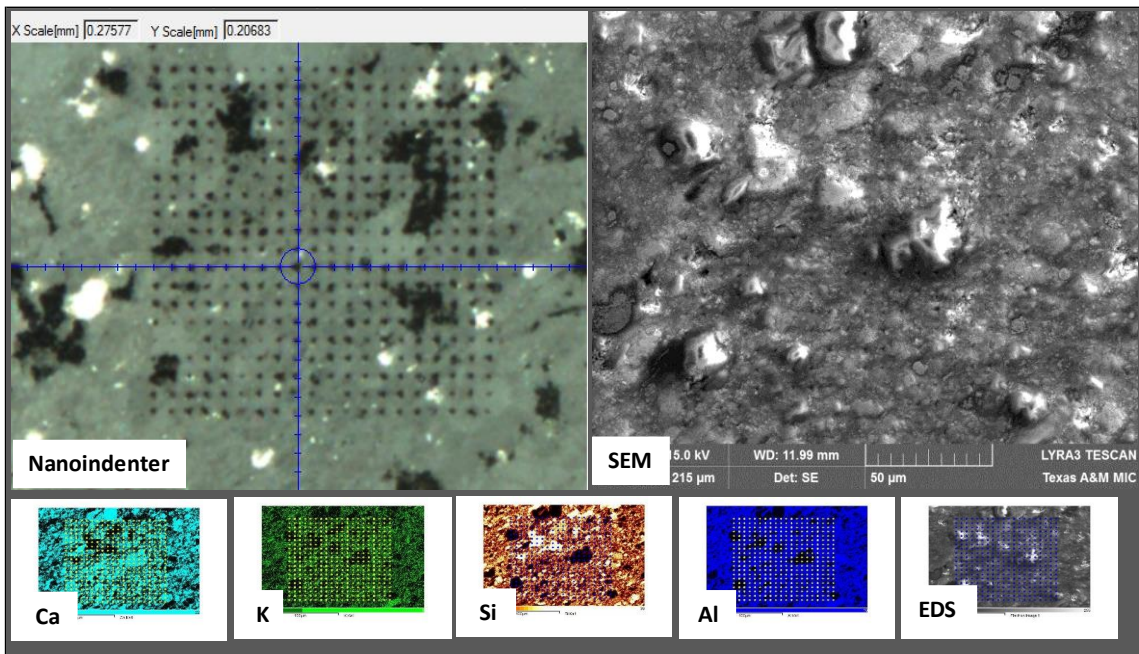 X Scale[mm] 0.27577 Y Scale[mm] 0.20683
Nanoindenter
SEM
5.0 kV WD: 11.99 mm LYRA3 TESCAN
215 µm Det: SE 50 µm Texas A&M MIC
Ca
K
Si
Al
EDS